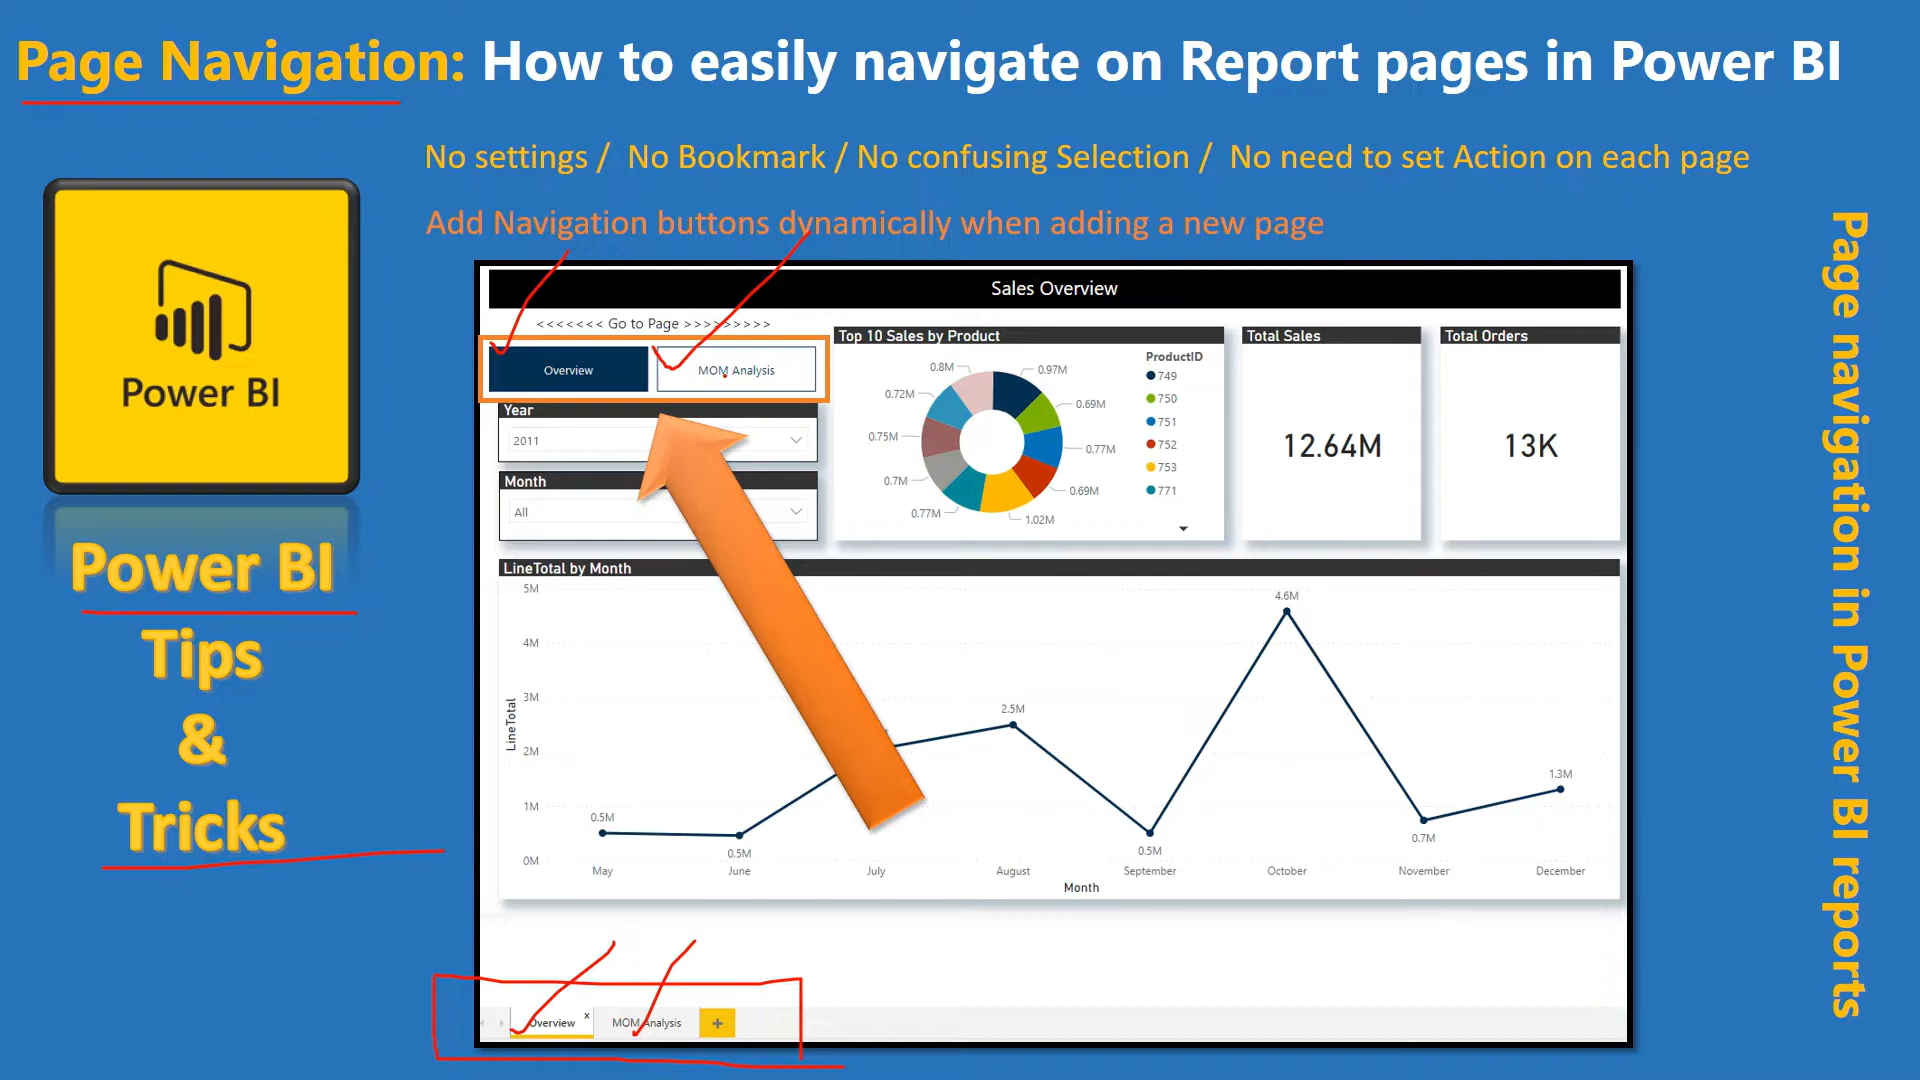 Page Navigation: How to easily navigate on Report pages in Power BI
No settings / No Bookmark / No confusing Selection / No need to set Action on each page
Add Navigation buttons dynamically when adding a new page
Power BI
Power BI
Tips
&
Tricks
Sales Overview
<<<<<<< Go to Page >>>>>>>>>
Overview
MOM Analysis
Year
2011
Month
All
Top 10 Sales by Product
0.8M
0.97M
0.72M
0.69M
0.75M
0.77M
0.7M
0.69M
0.77M
1.02M
ProductID
749
750
751
752
753
771
Total Sales
12.64M
Total Orders
13K
LineTotal by Month
LineTotal
5M
4M
3M
2M
1M
0M
0.5M
0.5M
2.5M
0.5M
4.6M
0.7M
1.3M
May June July August September October November December
Month
Overview x
MOM Analysis
+
Page navigation in Power BI reports